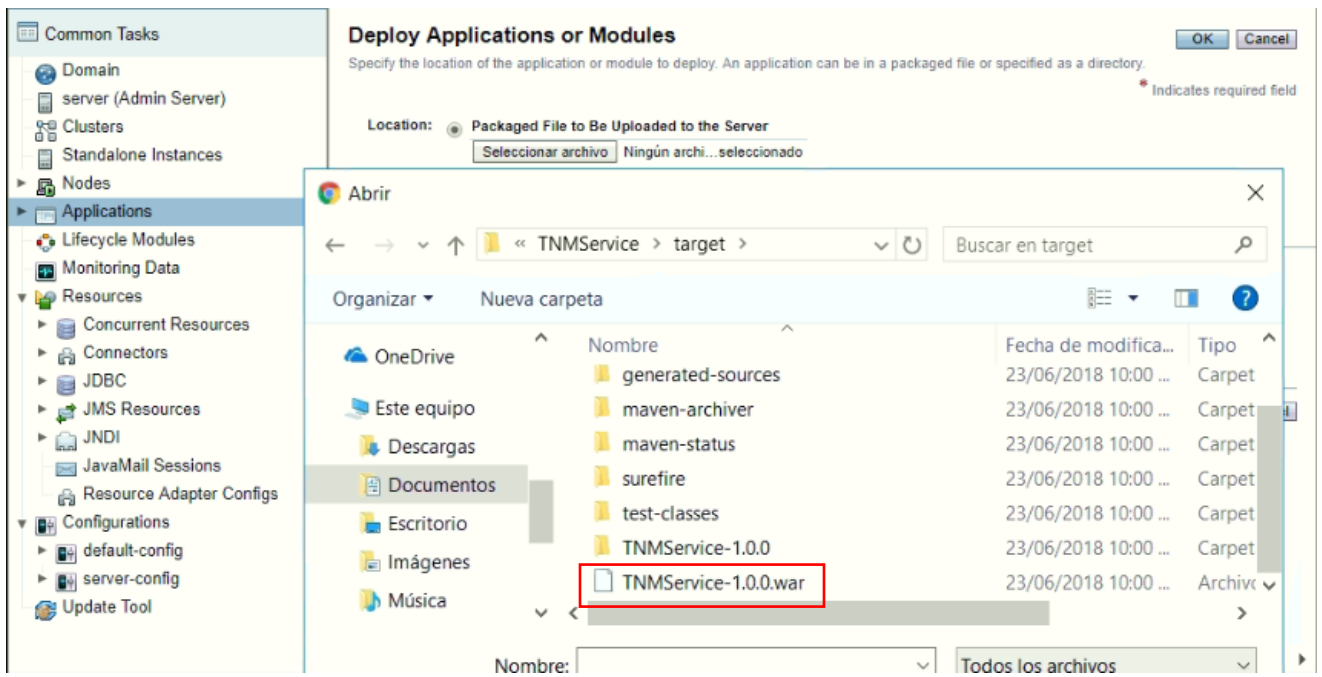 Common Tasks
Domain
server (Admin Server)
Clusters
Standalone Instances
Nodes
Applications
Lifecycle Modules
Monitoring Data
Resources
Concurrent Resources
Connectors
JDBC
JMS Resources
JNDI
JavaMail Sessions
Resource Adapter Configs
Configurations
default-config
server-config
Update Tool
Deploy Applications or Modules
OK Cancel
Specify the location of the application or module to deploy. An application can be in a packaged file or specified as a directory.
* Indicates required field
Location: Packaged File to Be Uploaded to the Server
Seleccionar archivo Ningún archi...seleccionado
Abrir
« TNMService > target > Buscar en target
Organizar Nueva carpeta ?
OneDrive
Este equipo
Descargas
Documentos
Escritorio
Imágenes
Música
Nombre Fecha de modifica... Tipo
generated-sources 23/06/2018 10:00 ... Carpet
maven-archiver 23/06/2018 10:00 ... Carpet
maven-status 23/06/2018 10:00 ... Carpet
surefire 23/06/2018 10:00 ... Carpet
test-classes 23/06/2018 10:00 ... Carpet
TNMService-1.0.0 23/06/2018 10:00 ... Carpet
TNMService-1.0.0.war 23/06/2018 10:00 ... Archivo
Nombre: Todos los archivos